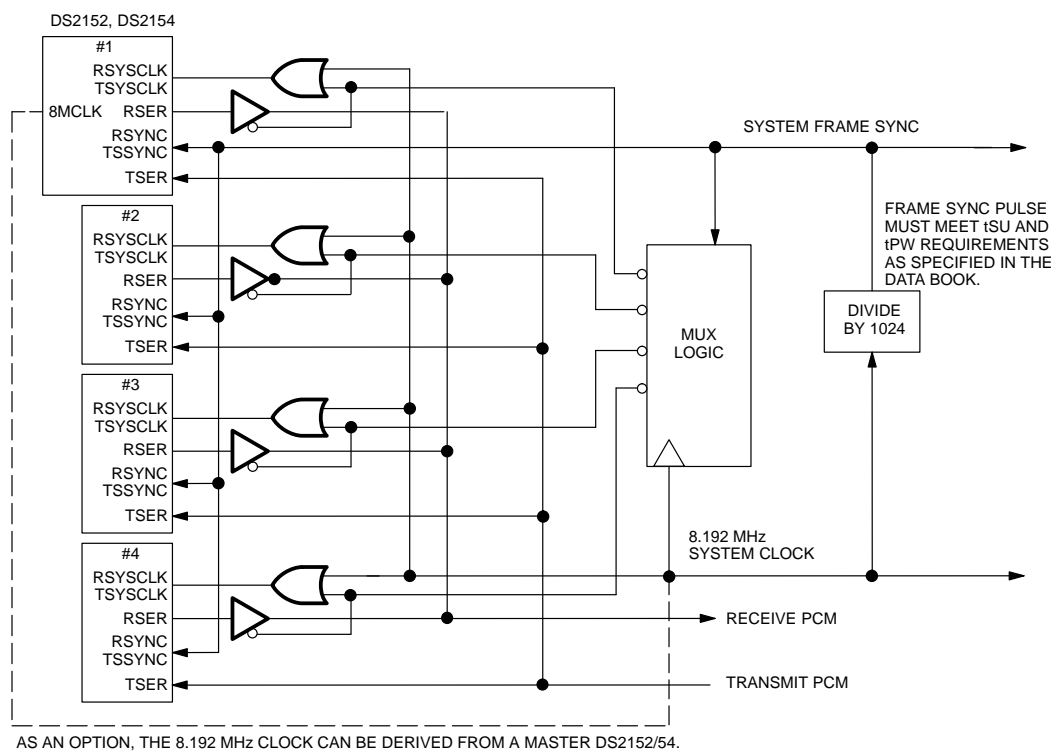 DS2152, DS2154
#1
RSYSCLK
TSYSCLK
8MCLK
RSER
RSYNC
TSSYNC
TSER
#2
RSYSCLK
TSYSCLK
RSER
RSYNC
TSSYNC
TSER
#3
RSYSCLK
TSYSCLK
RSER
RSYNC
TSSYNC
TSER
#4
RSYSCLK
TSYSCLK
RSER
RSYNC
TSSYNC
TSER
SYSTEM FRAME SYNC
FRAME SYNC PULSE
MUST MEET tSU AND
tPW REQUIREMENTS
AS SPECIFIED IN THE
DATA BOOK.
MUX
LOGIC
DIVIDE
BY 1024
8.192 MHz
SYSTEM CLOCK
RECEIVE PCM
TRANSMIT PCM
AS AN OPTION, THE 8.192 MHz CLOCK CAN BE DERIVED FROM A MASTER DS2152/54.